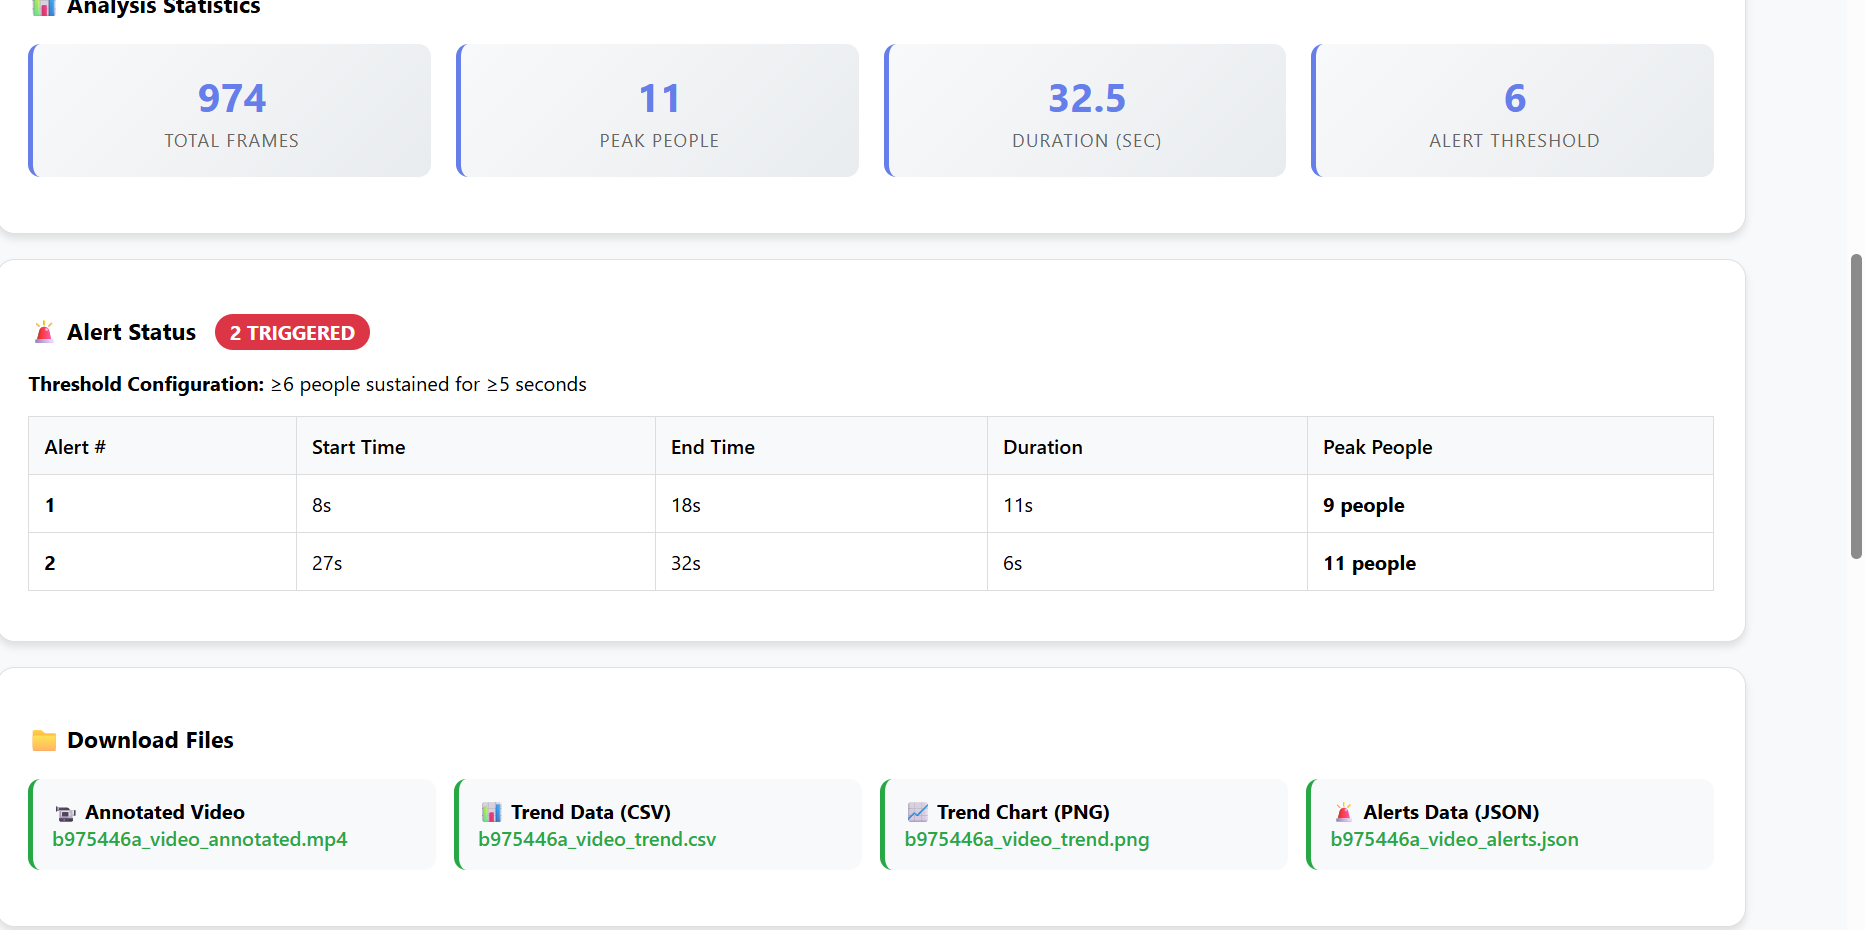 Analysis Statistics
974
TOTAL FRAMES
11
PEAK PEOPLE
32.5
DURATION (SEC)
6
ALERT THRESHOLD
Alert Status 2 TRIGGERED
Threshold Configuration: ≥6 people sustained for ≥5 seconds
Alert # Start Time End Time Duration Peak People
1 8s 18s 11s 9 people
2 27s 32s 6s 11 people
Download Files
Annotated Video
b975446a_video_annotated.mp4
Trend Data (CSV)
b975446a_video_trend.csv
Trend Chart (PNG)
b975446a_video_trend.png
Alerts Data (JSON)
b975446a_video_alerts.json